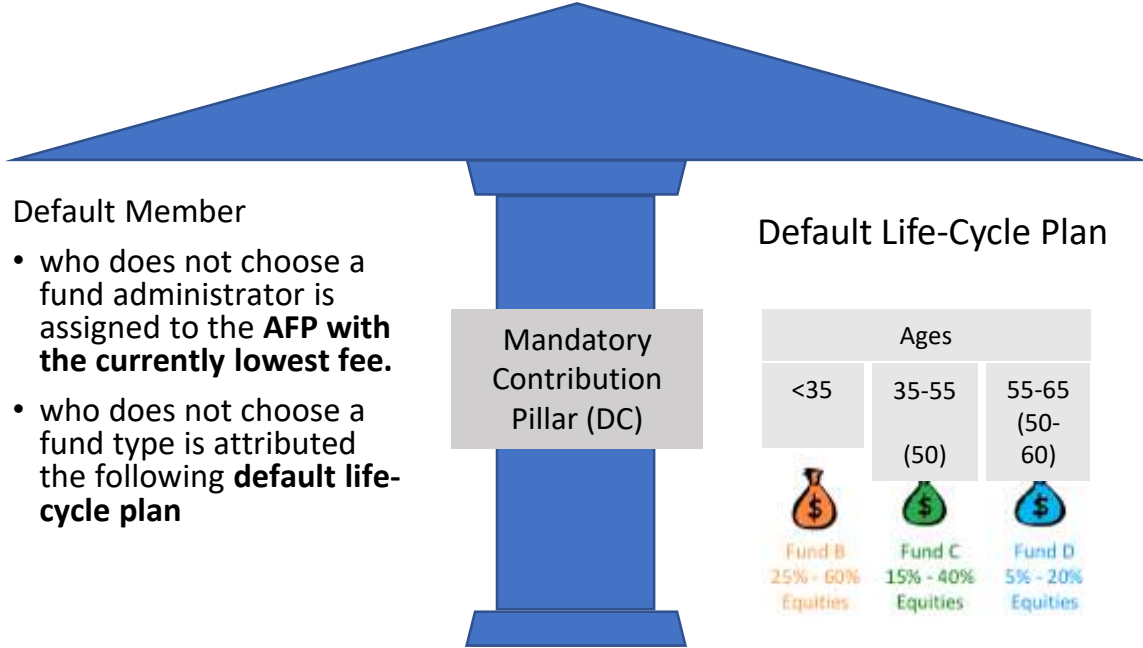 Default Member
• who does not choose a
fund administrator is
assigned to the AFP with
the currently lowest fee.
• who does not choose a
fund type is attributed
the following default life-
cycle plan
Mandatory
Contribution
Pillar (DC)
Default Life-Cycle Plan
Ages
<35
35-55
(50)
55-65
(50-
60)
$
Fund B
25% - 60%
Equities
$
Fund C
15% - 40%
Equities
$
Fund D
5% - 20%
Equities